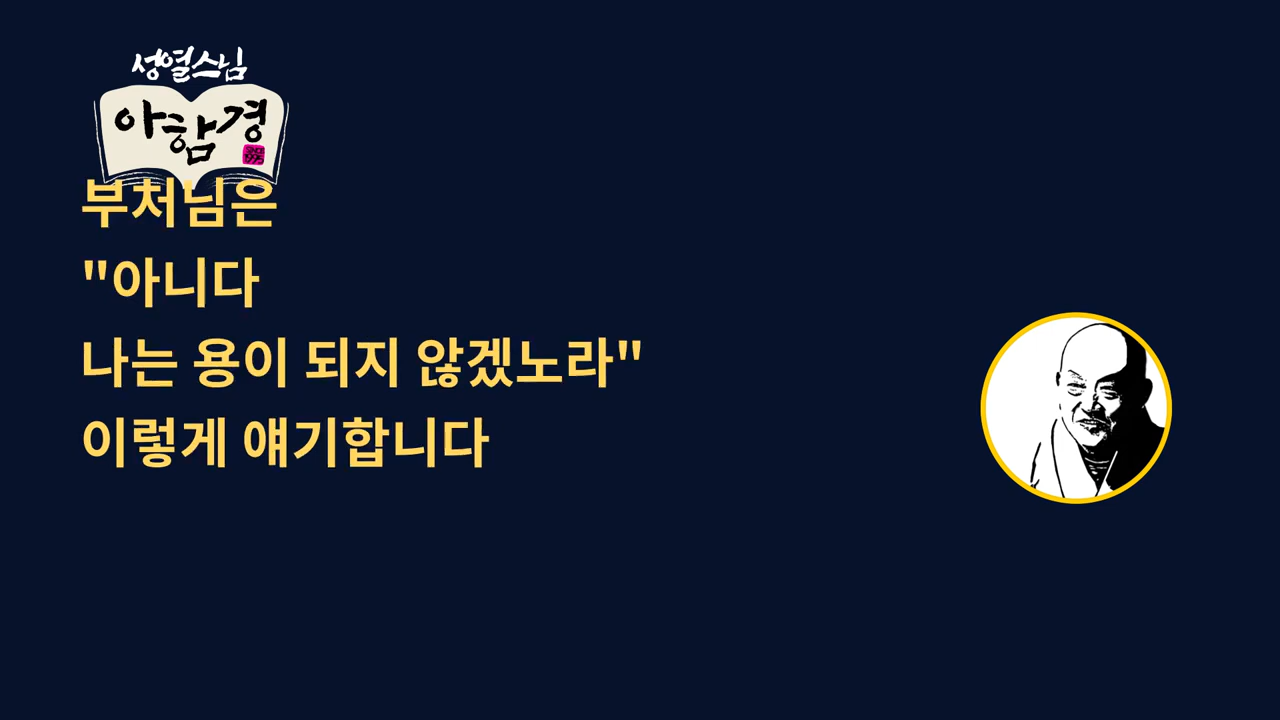 성열스님
아함경
부처님은
"아니다
나는 용이 되지 않겠노라"
이렇게 얘기합니다